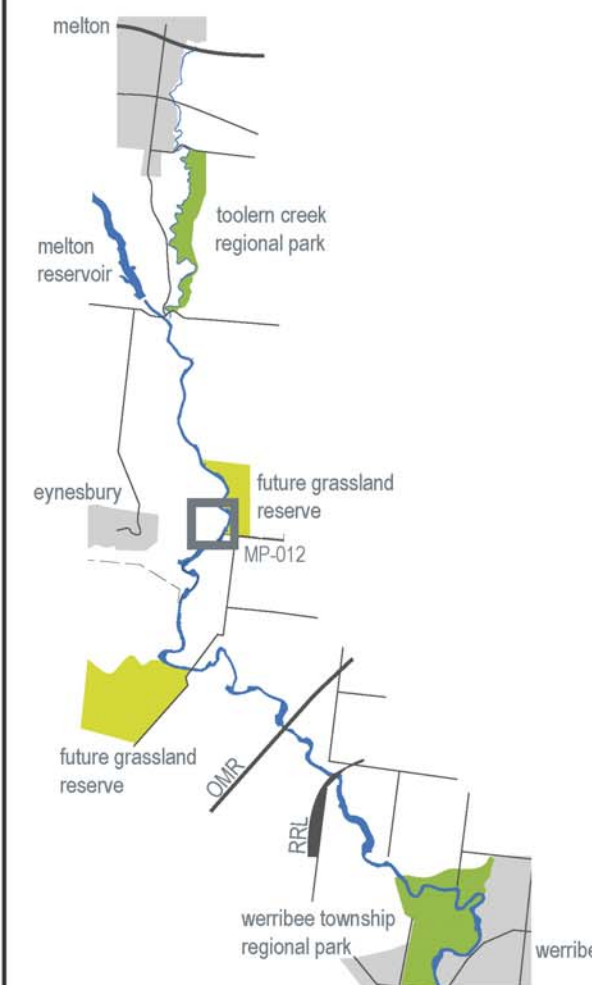 melton
toolern creek
regional park
melton
reservoir
future grassland
reserve
eynesbury
MP-012
future grassland
reserve
OMR
RRL
werribee township
regional park
werribe